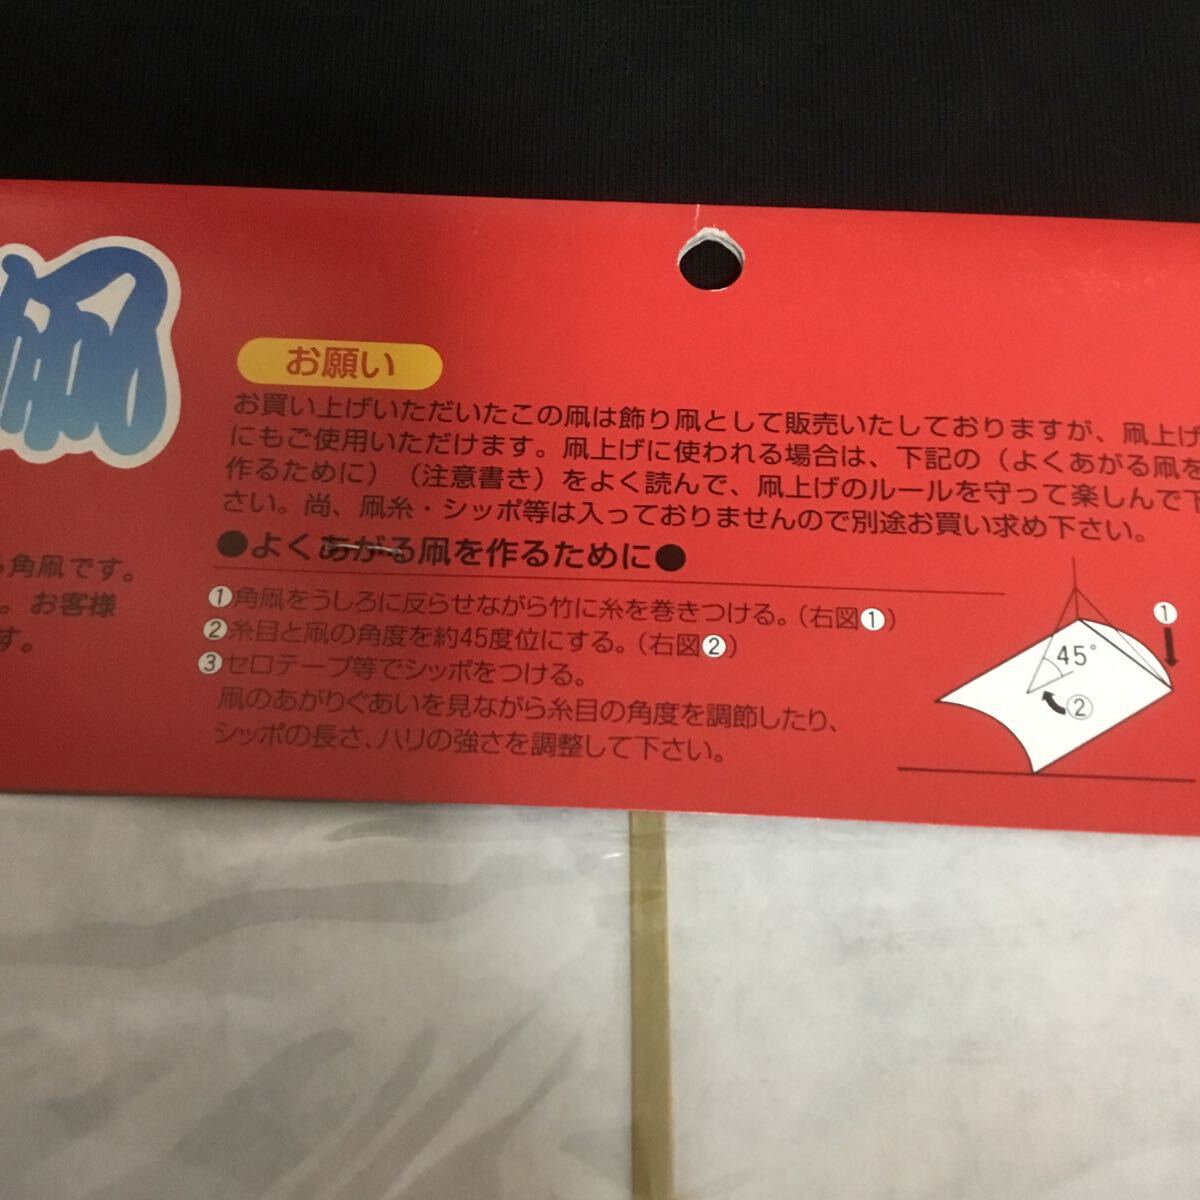 凧
お願い
お買い上げいただいたこの凧は飾り凧として販売いたしておりますが、凧上げ
にもご使用いただけます。凧上げに使われる場合は、下記の（よくあがる凧を
作るために）（注意書き）をよく読んで、凧上げのルールを守って楽しんで下
さい。尚、凧糸・シッポ等は入っておりませんので別途お買い求め下さい。
●よくあがる凧を作るために●
①角凧をうしろに反らせながら竹に糸を巻きつける。（右図①）
②糸目と凧の角度を約45度位にする。（右図②）
③セロテープ等でシッポをつける。
凧のあがりぐあいを見ながら糸目の角度を調節したり、
シッポの長さ、ハリの強さを調整して下さい。
角凧です。
。お客様
す。
①
45°
②